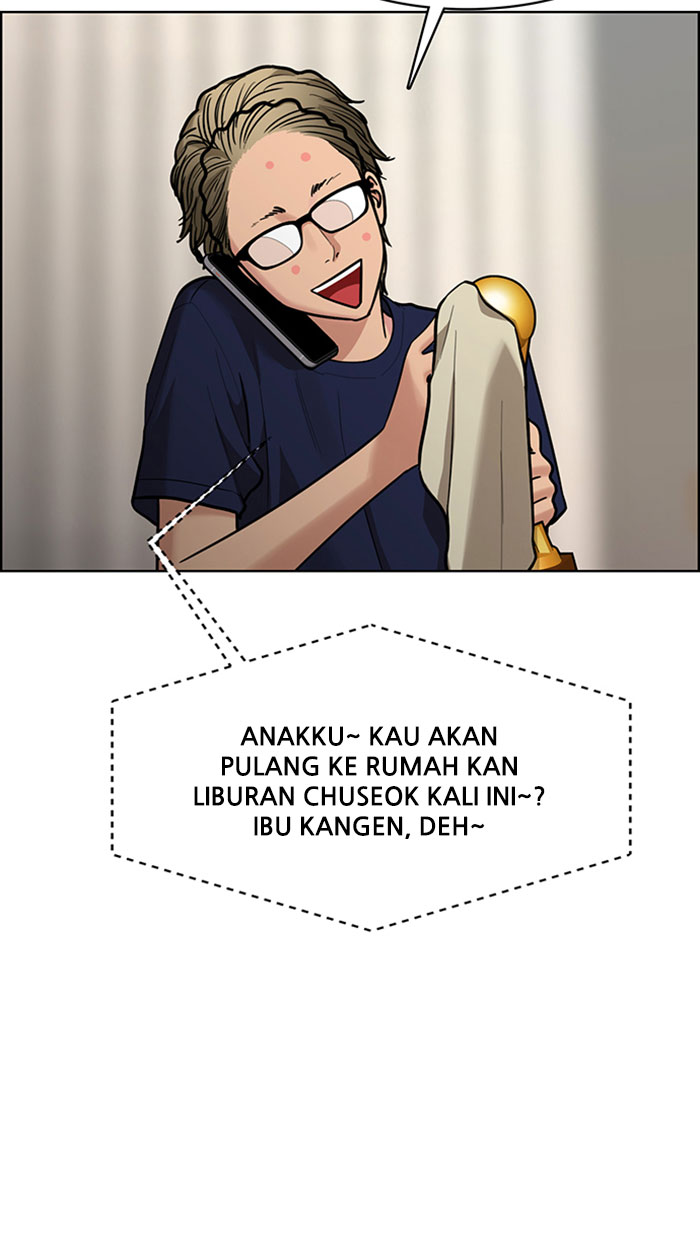 ANAKKU~ KAU AKAN
PULANG KE RUMAH KAN
LIBURAN CHUSEOK KALI INI~?
IBU KANGEN, DEH~